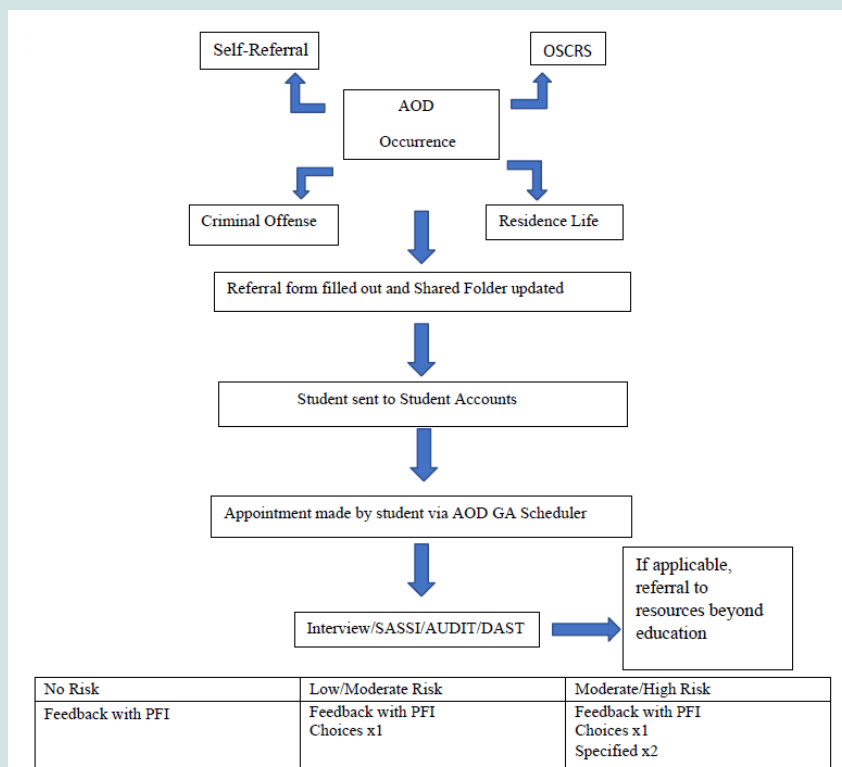 Self-Referral
OSCRS
AOD
Occurrence
Criminal Offense
Residence Life
Referral form filled out and Shared Folder updated
Student sent to Student Accounts
Appointment made by student via AOD GA Scheduler
Interview/SASSI/AUDIT/DAST
If applicable,
referral to
resources beyond
education
No Risk
Low/Moderate Risk
Moderate/High Risk
Feedback with PFI
Feedback with PFI
Choices x1
Feedback with PFI
Choices x1
Specified x2